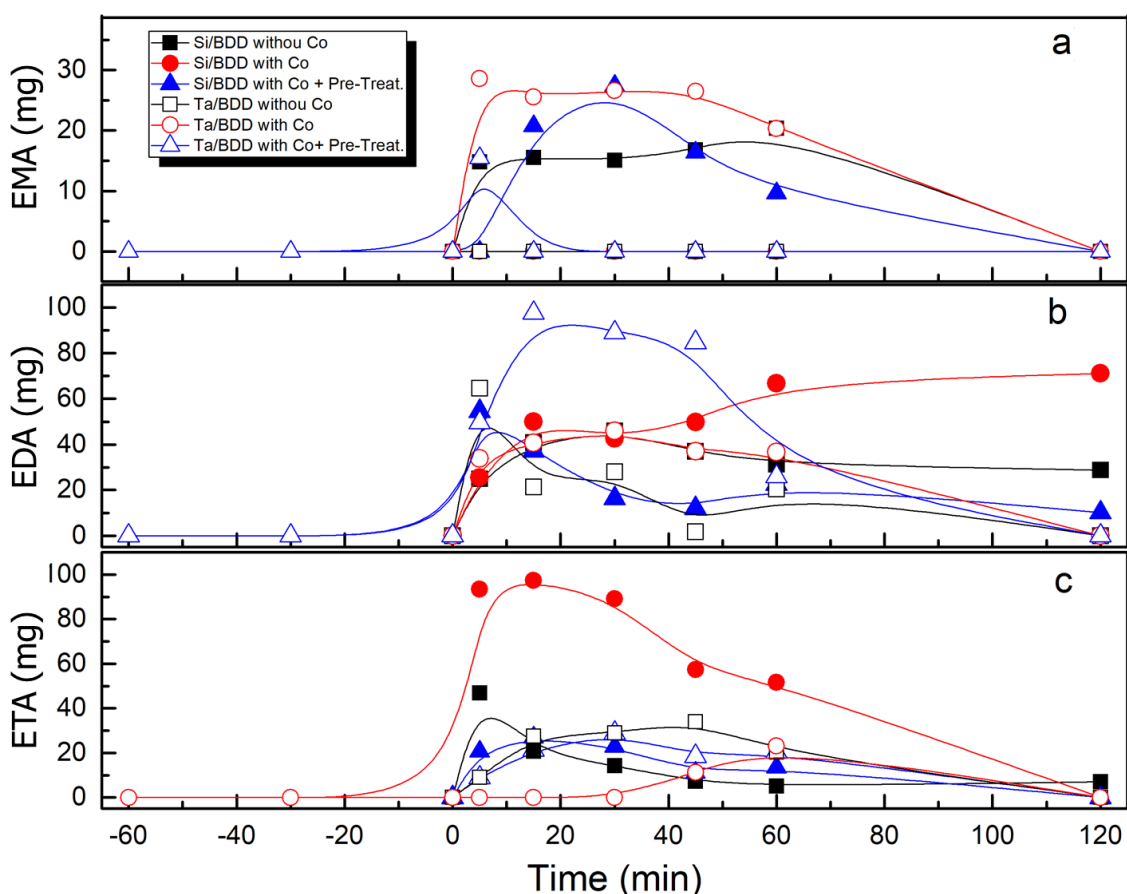 a
Si/BDD withou Co
Si/BDD with Co
Si/BDD with Co + Pre-Treat.
Ta/BDD withou Co
Ta/BDD with Co
Ta/BDD with Co+ Pre-Treat.
EMA (mg)
30
20
10
0
b
EDA (mg)
100
80
60
40
20
0
c
ETA (mg)
100
80
60
40
20
0
-60 -40 -20 0 20 40 60 80 100 120
Time (min)